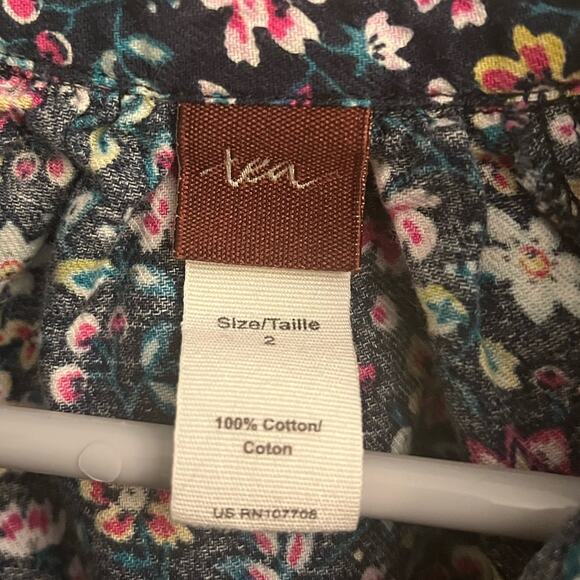 tea
Size/Taille
2
100% Cotton/
Coton
US RN107708